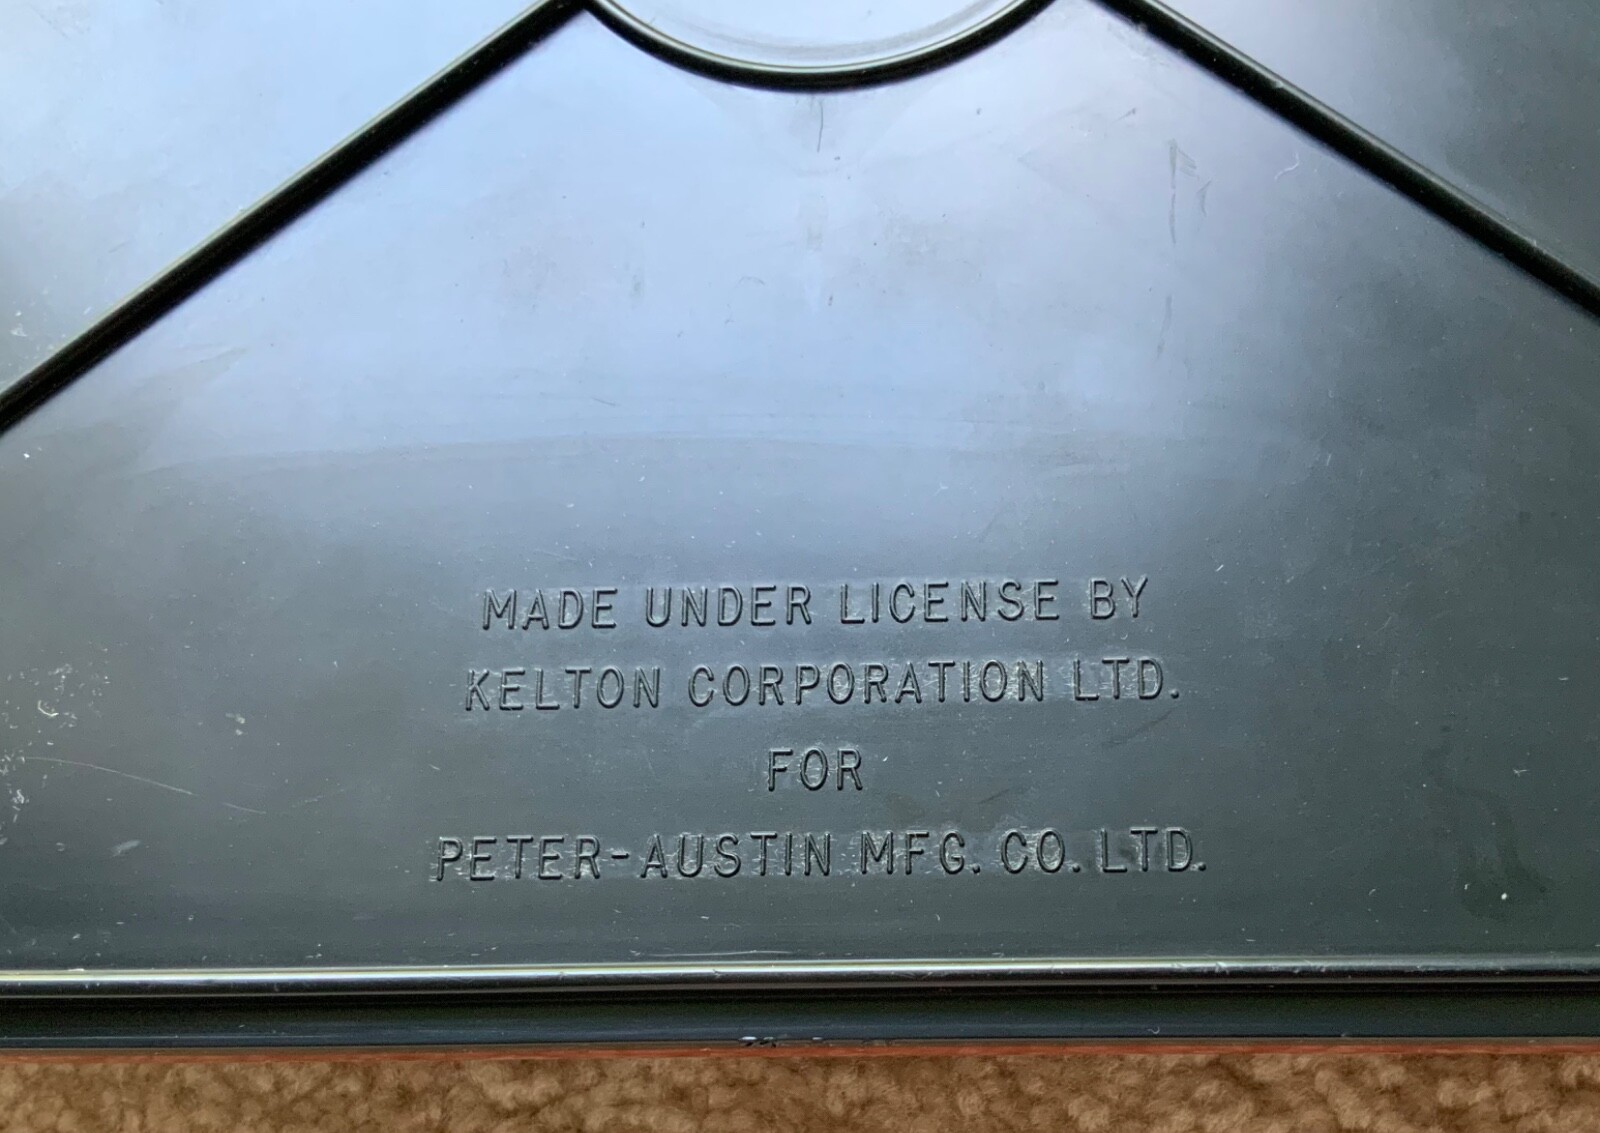 MADE UNDER LICENSE BY
KELTON CORPORATION LTD.
FOR
PETER-AUSTIN MFG. CO. LTD.